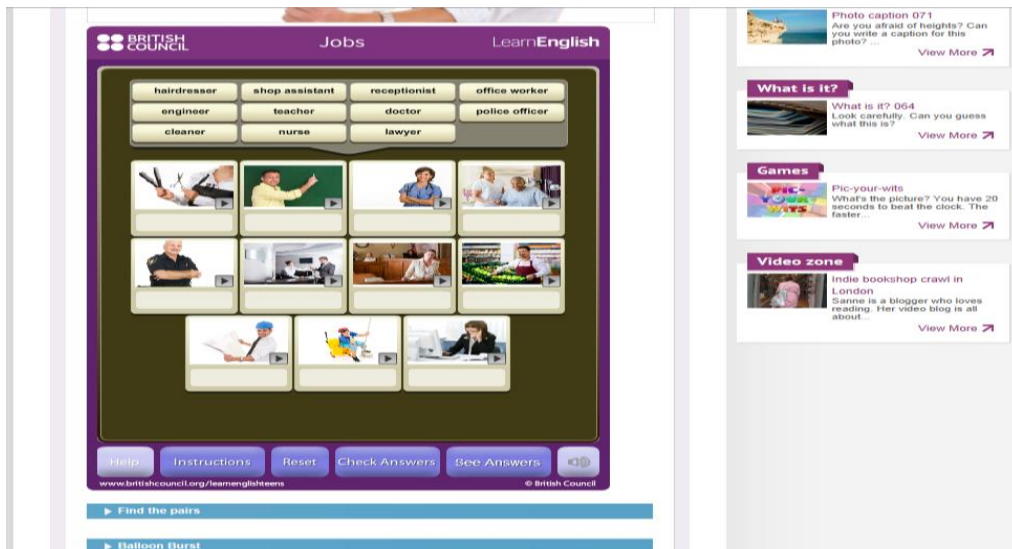 BRITISH
COUNCIL
Jobs
LearnEnglish
hairdresser shop assistant receptionist office worker
engineer teacher doctor police officer
cleaner nurse lawyer
Help Instructions Reset Check Answers See Answers
www.britishcouncil.org/learnenglishteens © British Council
Find the pairs
Balloon Burst
Photo caption 071
Are you afraid of heights? Can
you write a caption for this
photo? ...
View More
What is it?
What is it? 064
Look carefully. Can you guess
what this is?
View More
Games
PIC-
YOUR-
WITS
Pic-your-wits
What's the picture? You have 20
seconds to beat the clock. The
faster...
View More
Video zone
Indie bookshop crawl in
London
Sanne is a blogger who loves
reading. Her video blog is all
about...
View More